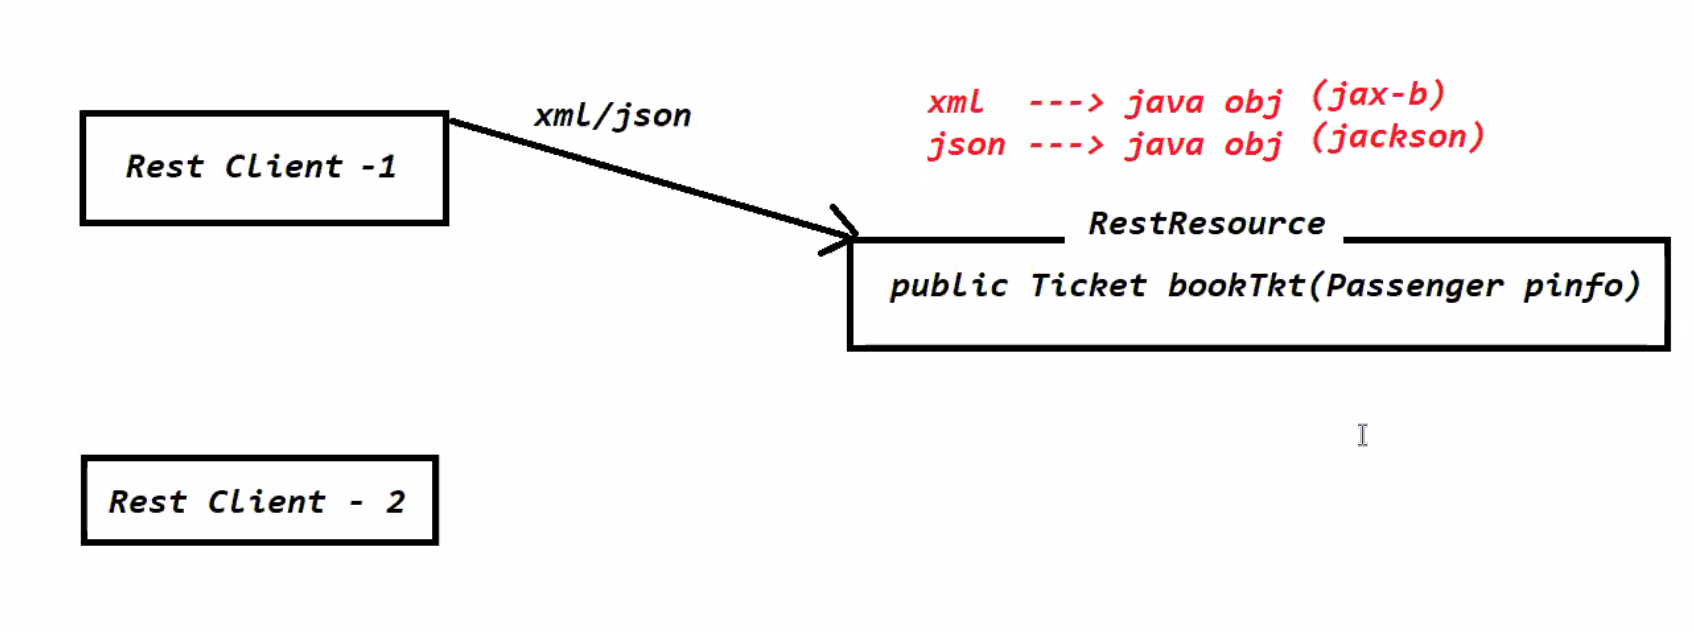 xml ---> java obj (jax-b)
xml/json
json ---> java obj (jackson)
Rest Client -1
RestResource
public Ticket bookTkt(Passenger pinfo)
Rest Client - 2